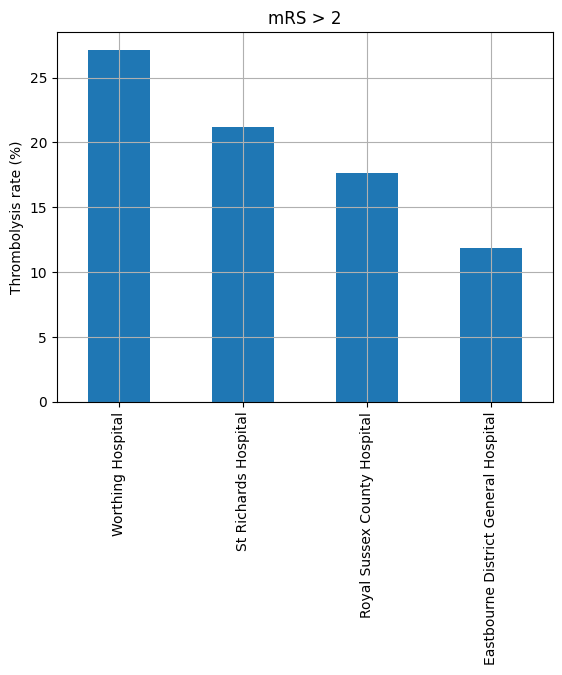 mRS > 2
Thrombolysis rate (%)
25
20
15
10
5
0
Worthing Hospital
St Richards Hospital
Royal Sussex County Hospital
Eastbourne District General Hospital